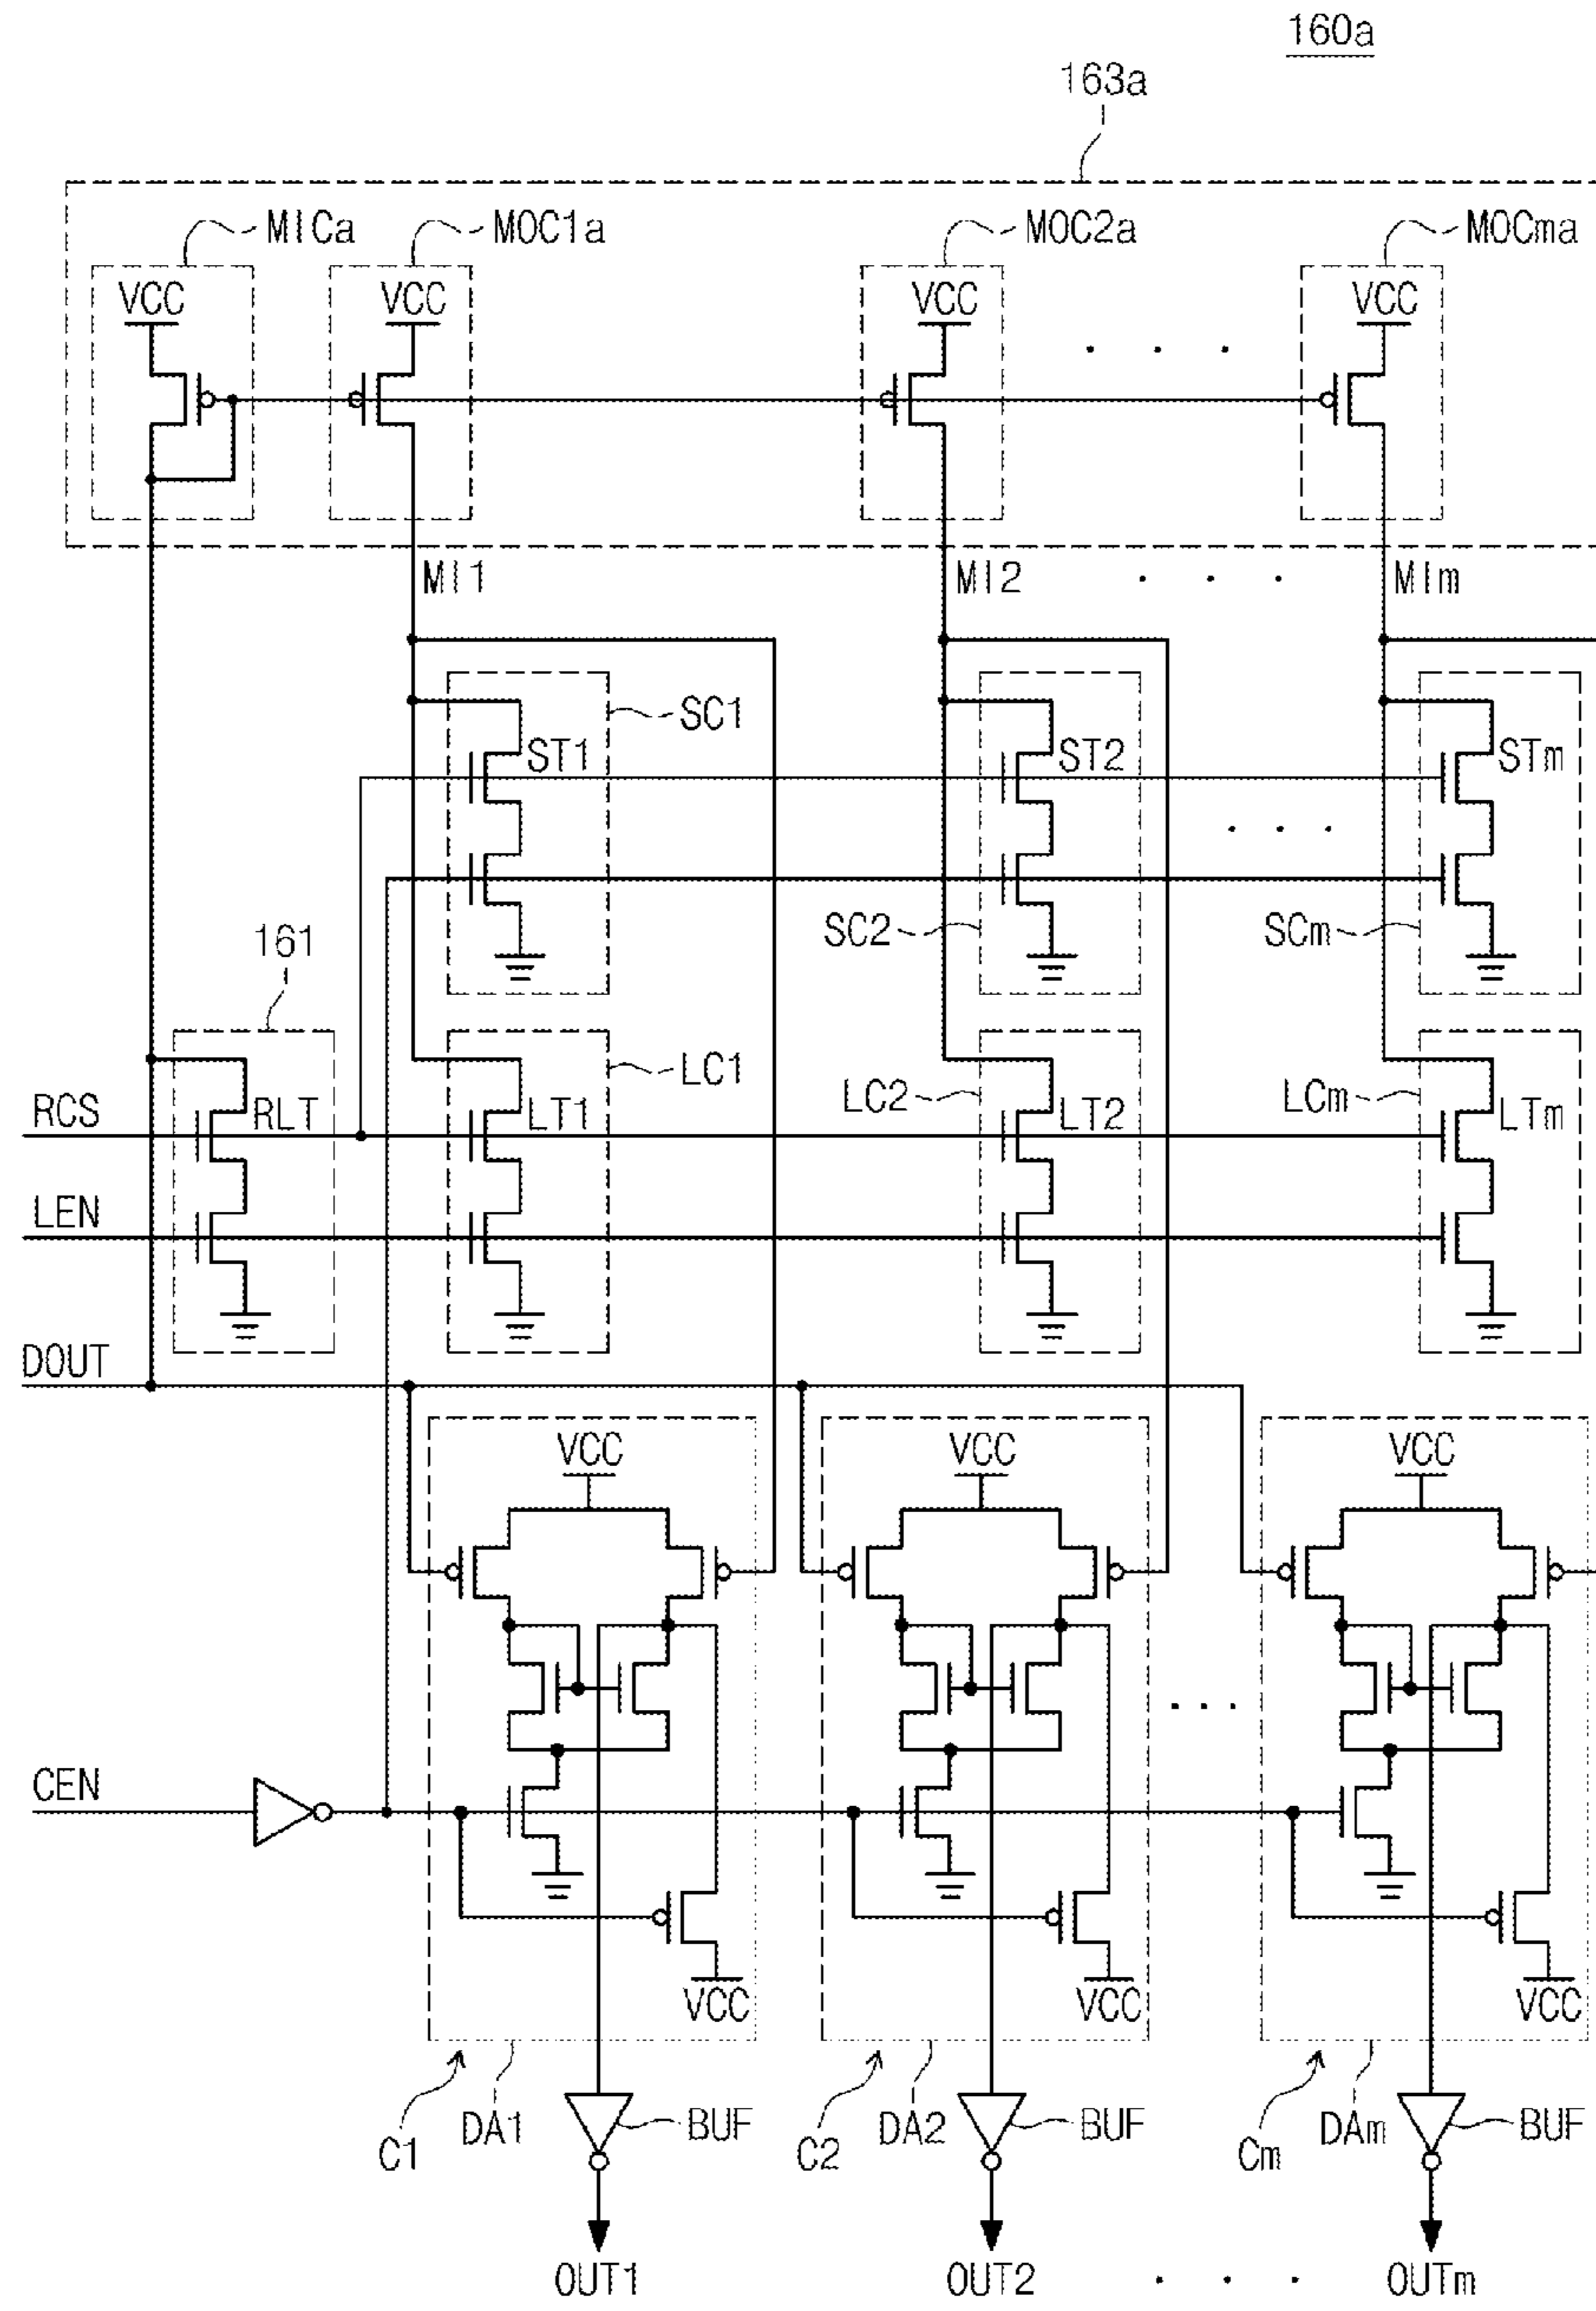 160a
163a
MICa MOC1a MOC2a MOCma
VCC VCC VCC VCC
. . .
MI1 MI2 . . . MIm
SC1
ST1 ST2 STm
. . .
SC2 SCm
161
LC1
LC2 LCm
RCS RLT LT1 LT2 LTm
LEN
DOUT
VCC VCC VCC
. . .
CEN
VCC VCC VCC
C1 DA1 BUF C2 DA2 BUF Cm DAm BUF
OUT1 OUT2 . . . OUTm